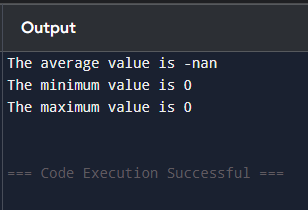 Output
The average value is -nan
The minimum value is 0
The maximum value is 0
=== Code Execution Successful ===